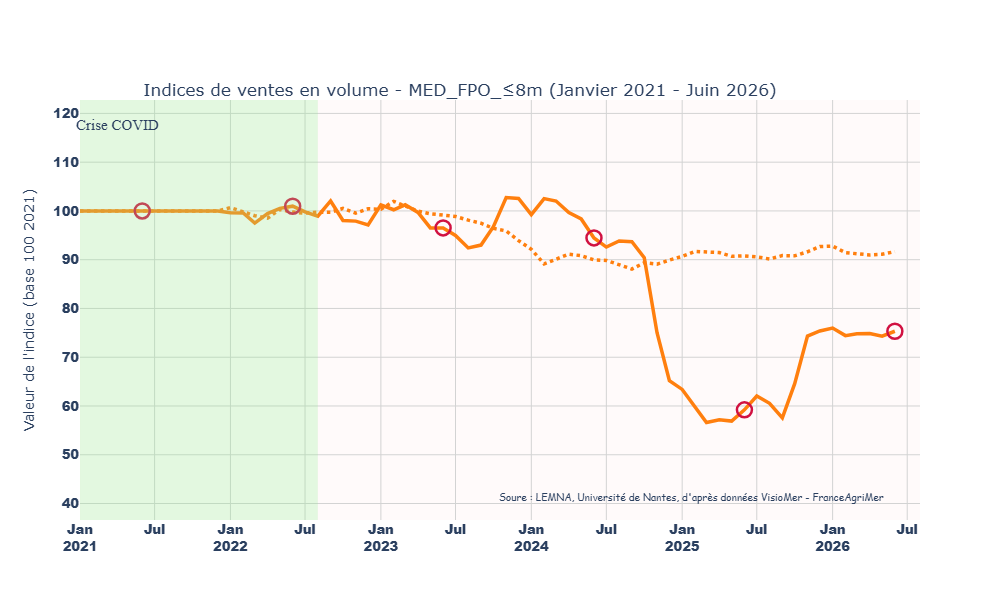 Indices de ventes en volume - MED_FPO_≤8m (Janvier 2021 - Juin 2026)
Valeur de l'indice (base 100 2021)
120
110
100
90
80
70
60
50
40
Crise COVID
Soure : LEMNA, Université de Nantes, d'après données VisioMer - FranceAgriMer
Jan Jul Jan Jul Jan Jul Jan Jul Jan Jul Jan Jul
2021 2022 2023 2024 2025 2026